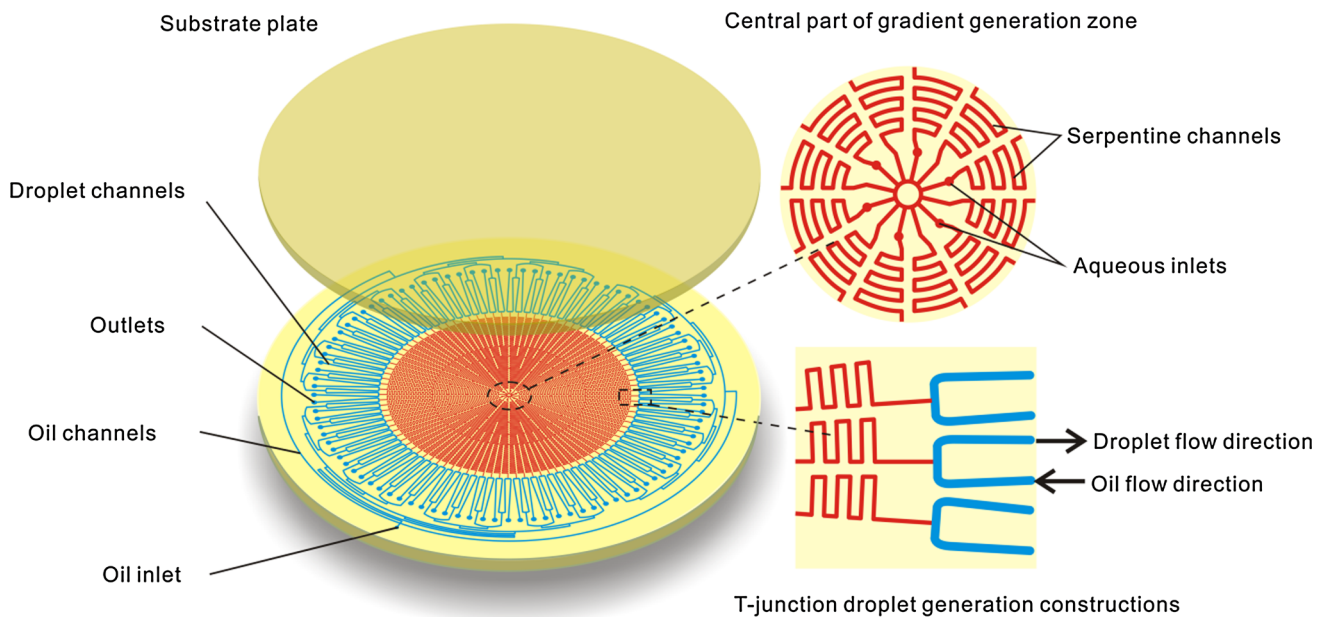 Substrate plate
Central part of gradient generation zone
Serpentine channels
Droplet channels
Aqueous inlets
Outlets
Oil channels
Droplet flow direction
Oil flow direction
Oil inlet
T-junction droplet generation constructions